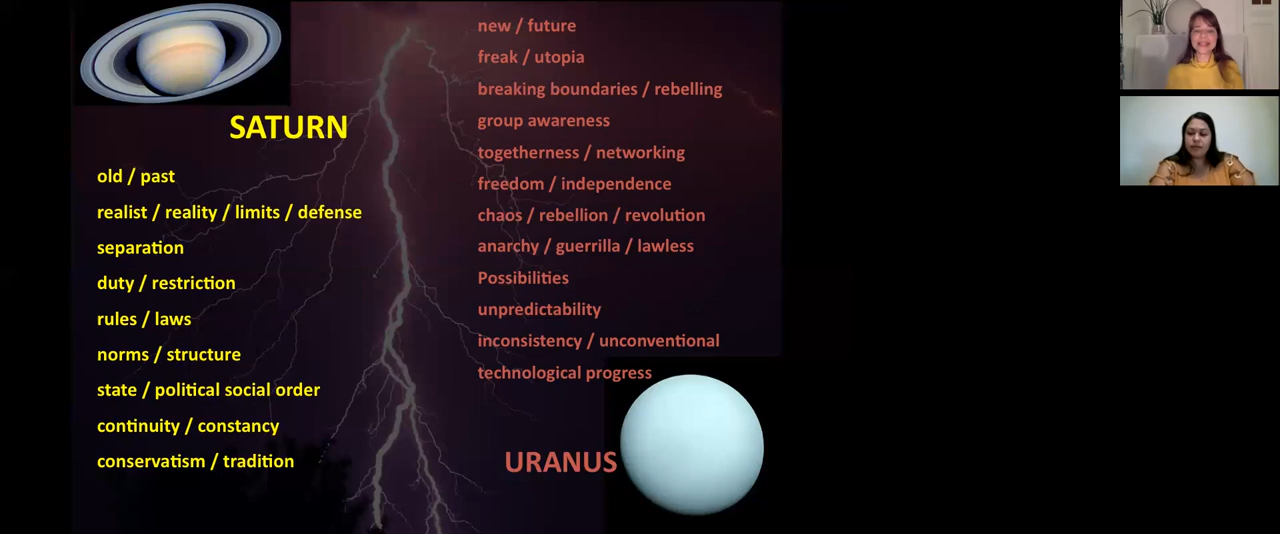 SATURN
old / past
realist / reality / limits / defense
separation
duty / restriction
rules / laws
norms / structure
state / political social order
continuity / constancy
conservatism / tradition
new / future
freak / utopia
breaking boundaries / rebelling
group awareness
togetherness / networking
freedom / independence
chaos / rebellion / revolution
anarchy / guerrilla / lawless
Possibilities
unpredictability
inconsistency / unconventional
technological progress
URANUS